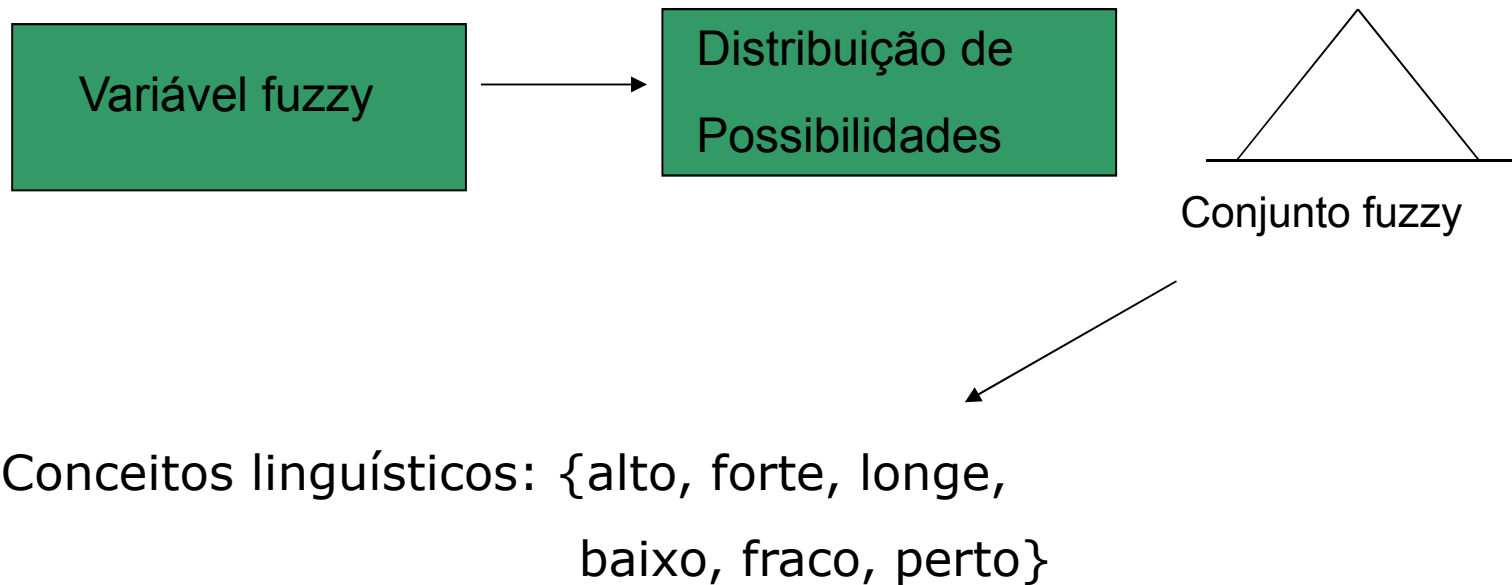 Variável fuzzy
Distribuição de
Possibilidades
Conjunto fuzzy
Conceitos linguísticos: {alto, forte, longe,
baixo, fraco, perto}